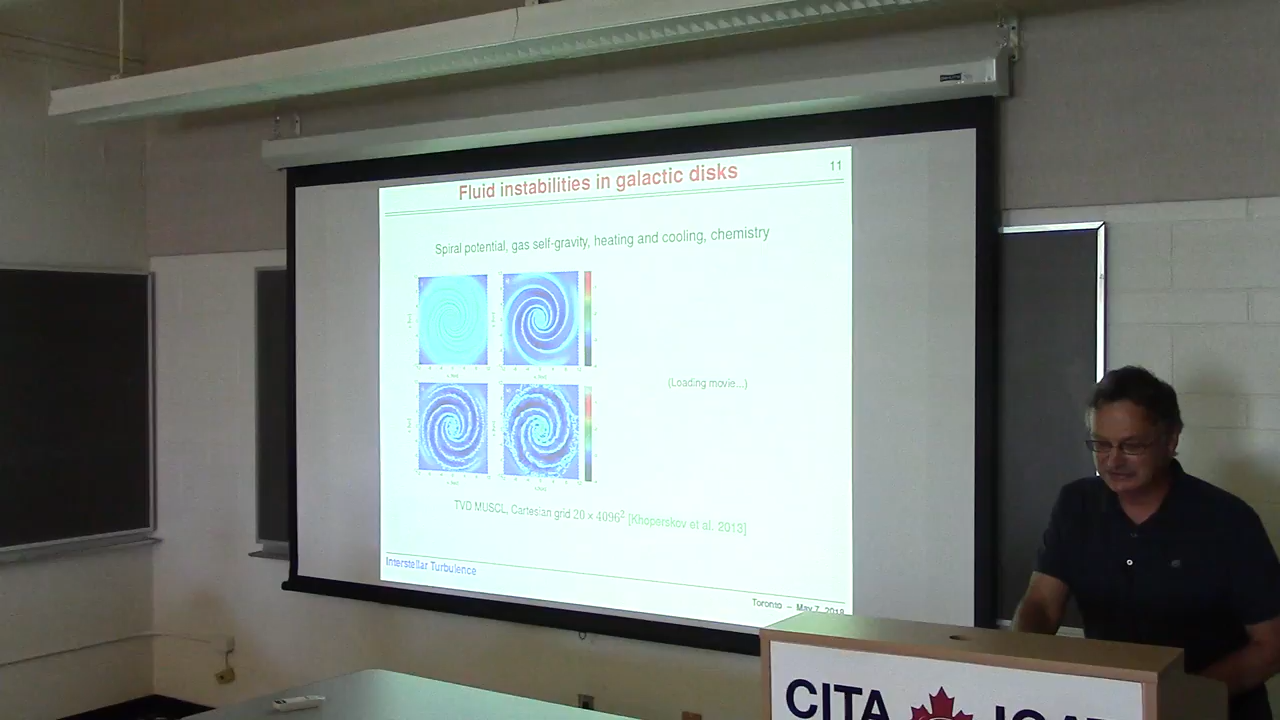 Fluid instabilities in galactic disks
11
Spiral potential, gas self-gravity, heating and cooling, chemistry
(Loading movie...)
TVD MUSCL, Cartesian grid 20 × 4096² [Khoperskov et al. 2013]
Interstellar Turbulence
Toronto – May 7, 2018
CITA